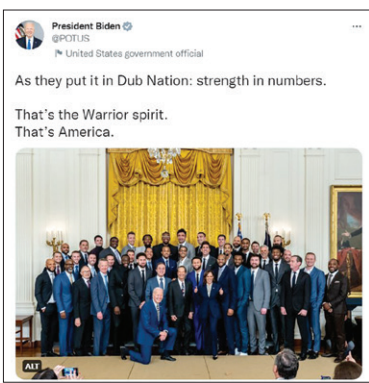 President Biden
@POTUS
United States government official
As they put it in Dub Nation: strength in numbers.
That's the Warrior spirit.
That's America.
ALT